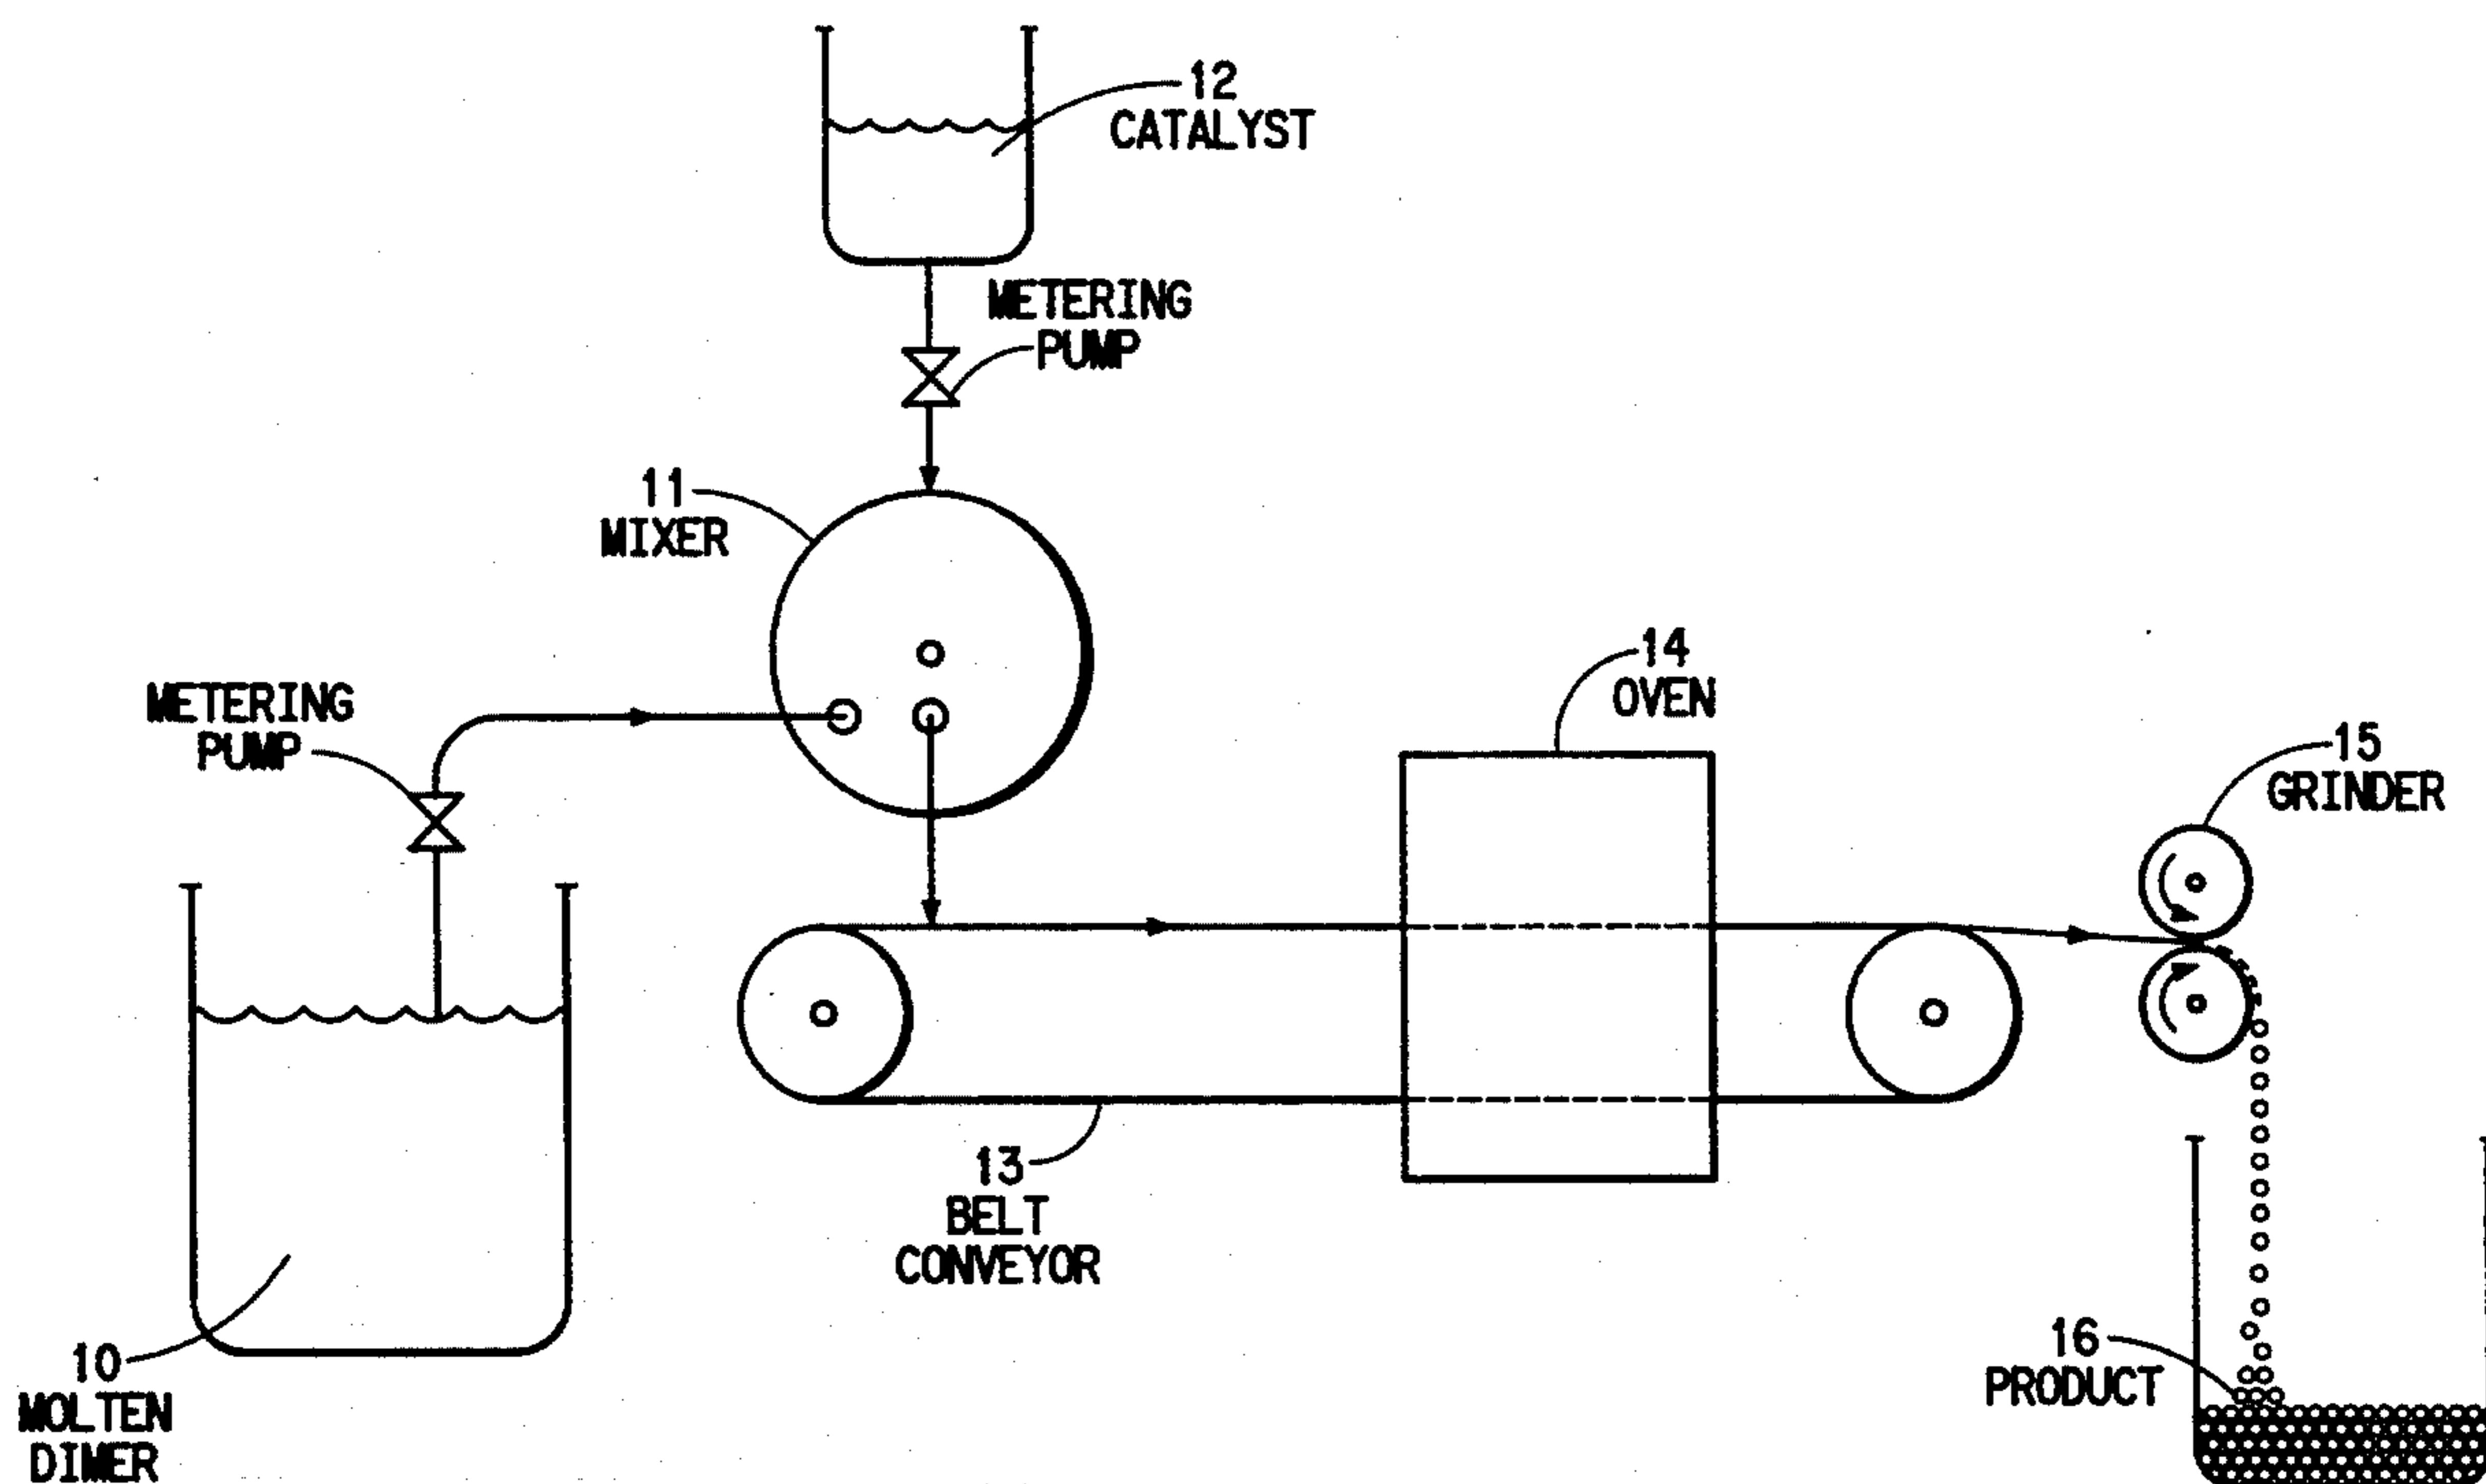 12
CATALYST
METERING
PUMP
11
MIXER
METERING
PUMP
14
OVEN
15
GRINDER
13
BELT
CONVEYOR
10
MOLTEN
DIMER
16
PRODUCT